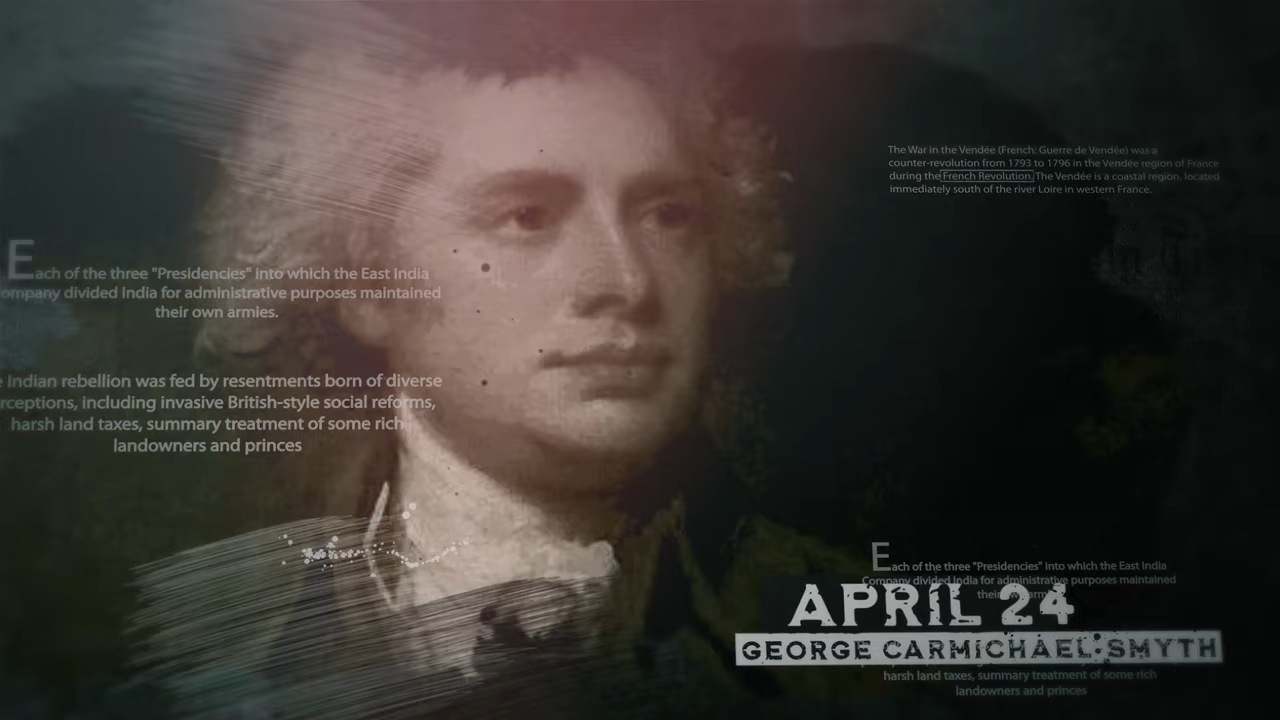 The War in the Vendée (French: Guerre de Vendée) was a
counter-revolution from 1793 to 1796 in the Vendée region of France
during the French Revolution. The Vendée is a coastal region, located
immediately south of the river Loire in western France.
Each of the three "Presidencies" into which the East India
ompany divided India for administrative purposes maintained
their own armies.
Indian rebellion was fed by resentments born of diverse
rceptions, including invasive British-style social reforms,
harsh land taxes, summary treatment of some rich
landowners and princes
Each of the three "Presidencies" into which the East India
Company divided India for administrative purposes maintained
APRIL 24
GEORGE CARMICHAEL-SMYTH
harsh land taxes, summary treatment of some rich
landowners and princes